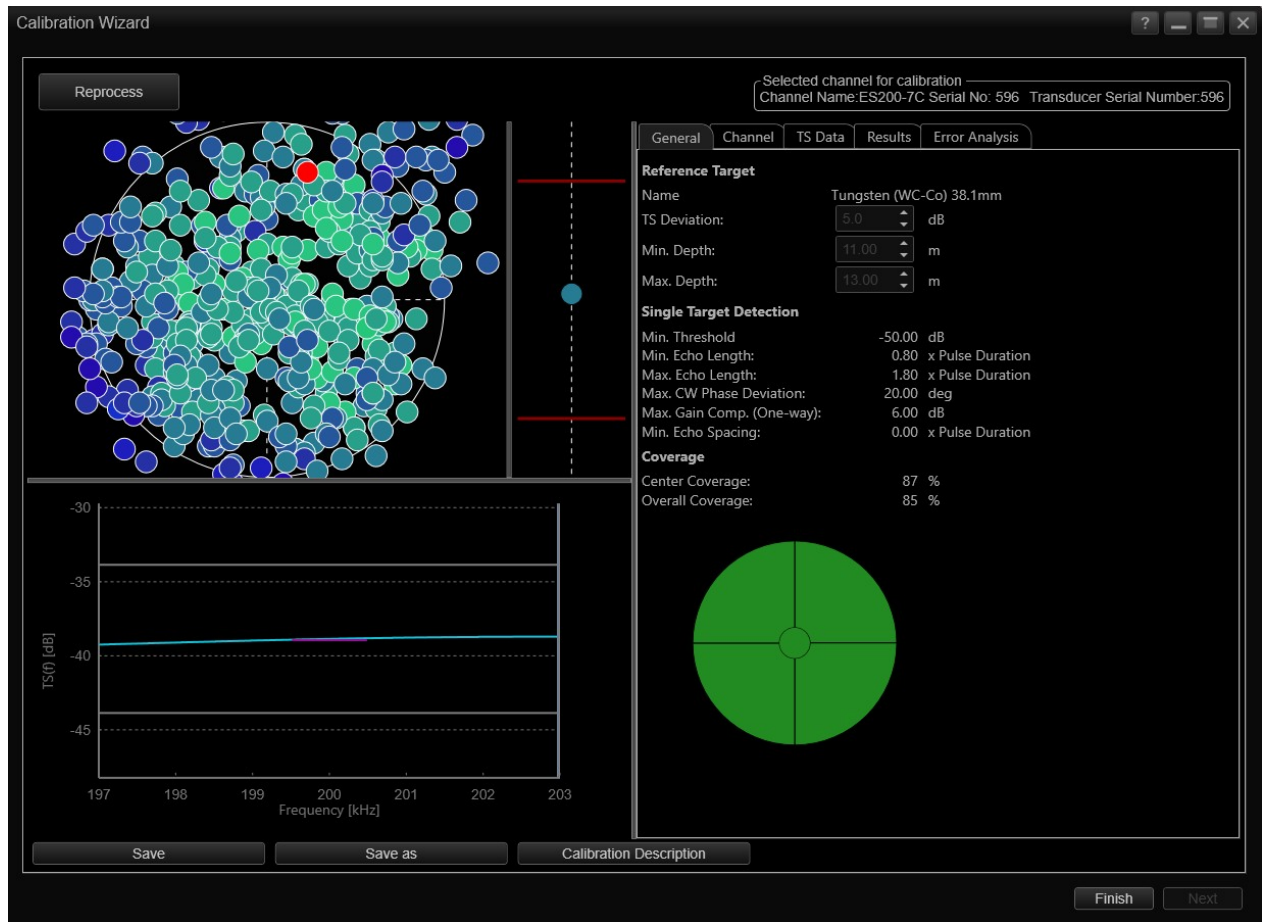 Calibration Wizard
?
Reprocess
Selected channel for calibration
Channel Name:ES200-7C Serial No: 596 Transducer Serial Number:596
General Channel TS Data Results Error Analysis
Reference Target
Name Tungsten (WC-Co) 38.1mm
TS Deviation: 5.0 dB
Min. Depth: 11.00 m
Max. Depth: 13.00 m
Single Target Detection
Min. Threshold -50.00 dB
Min. Echo Length: 0.80 x Pulse Duration
Max. Echo Length: 1.80 x Pulse Duration
Max. CW Phase Deviation: 20.00 deg
Max. Gain Comp. (One-way): 6.00 dB
Min. Echo Spacing: 0.00 x Pulse Duration
Coverage
Center Coverage: 87 %
Overall Coverage: 85 %
-30
-35
-40
-45
TS(f) [dB]
197 198 199 200 201 202 203
Frequency [kHz]
Save Save as Calibration Description
Finish Next